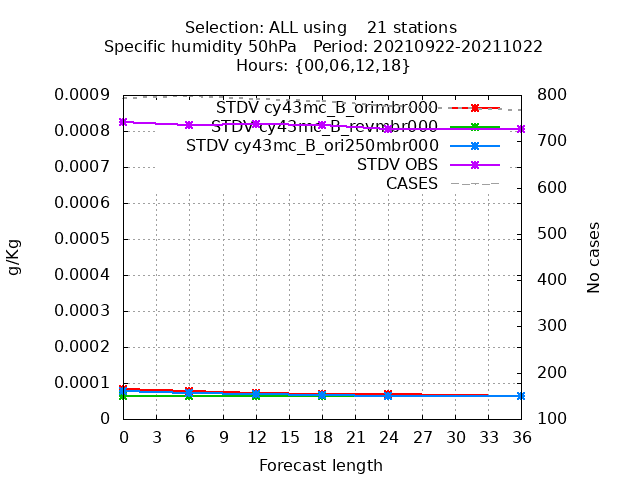 Selection: ALL using    21 stations
Specific humidity 50hPa   Period: 20210922-20211022
Hours: {00,06,12,18}
STDV cy43mc_B_orimbr000
STDV cy43mc_B_revmbr000
STDV cy43mc_B_ori250mbr000
STDV OBS
CASES
0.0009
0.0008
0.0007
0.0006
0.0005
0.0004
0.0003
0.0002
0.0001
0
g/Kg
800
700
600
500
400
300
200
100
No cases
0 3 6 9 12 15 18 21 24 27 30 33 36
Forecast length